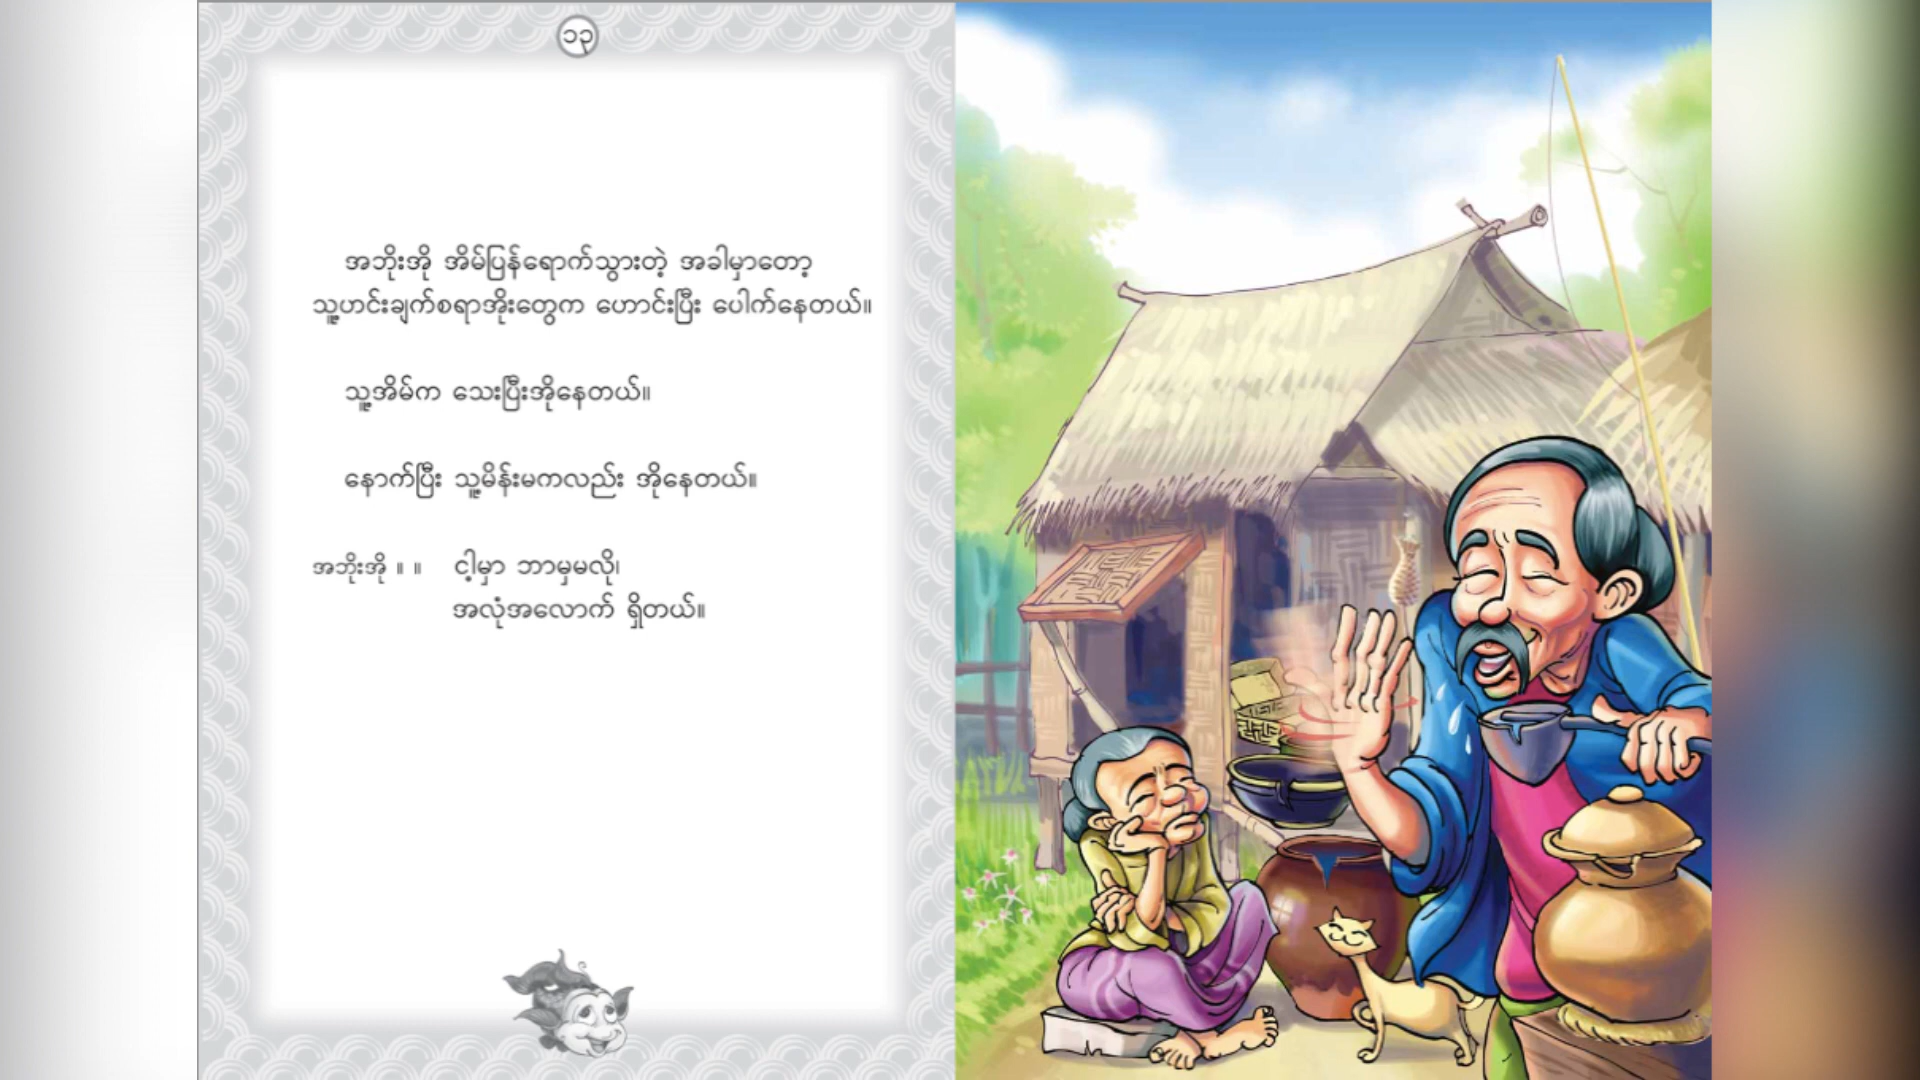 ၁၃
အဘိုးအို အိမ်ပြန်ရောက်သွားတဲ့ အခါမှာတော့
သူ့ဟင်းချက်စရာအိုးတွေက ဟောင်းပြီး ပေါက်နေတယ်။
သူ့အိမ်က သေးပြီးအိုနေတယ်။
နောက်ပြီး သူ့မိန်းမကလည်း အိုနေတယ်။
အဘိုးအို ။ ။ ငါ့မှာ ဘာမှမလို၊
အလုံအလောက် ရှိတယ်။